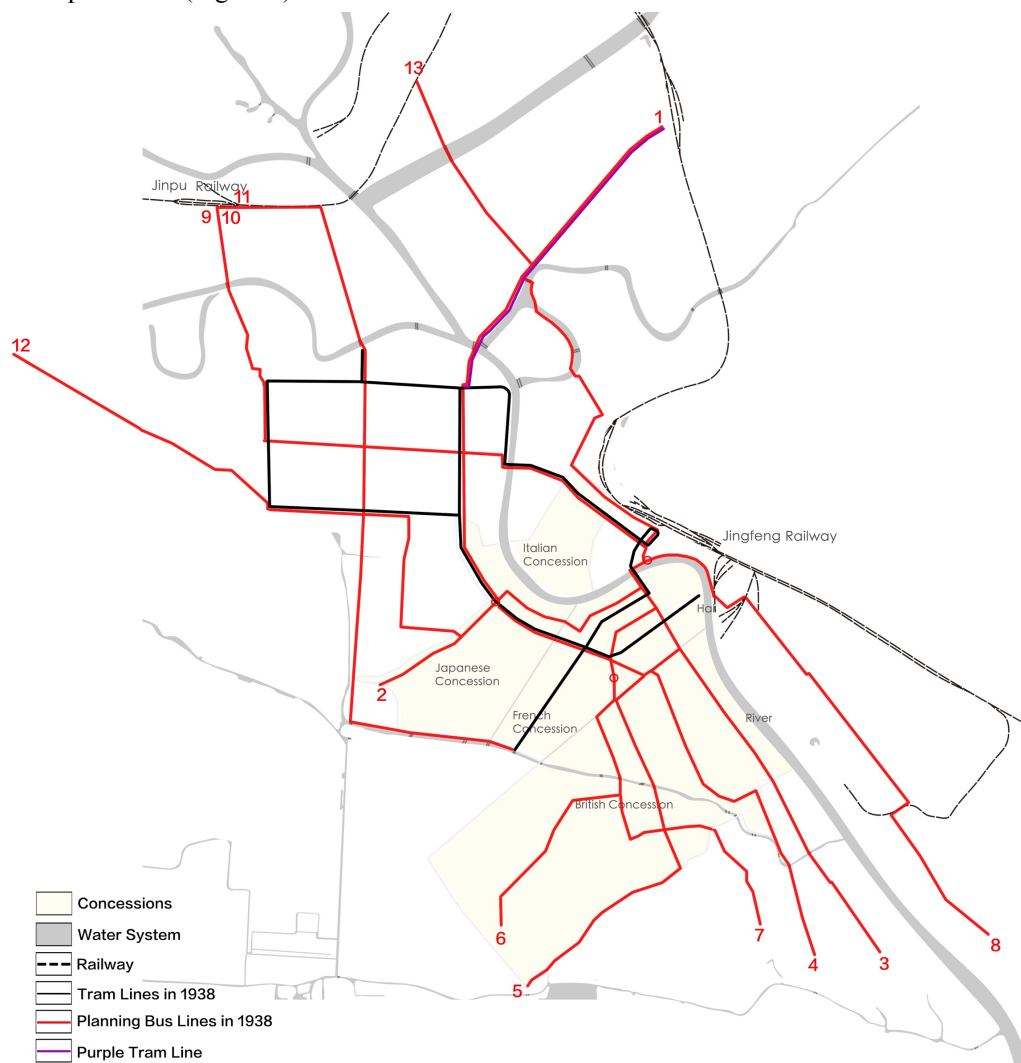 13
1
Jinpu Railway
11
9 10
12
Italian
Concession
Jingfeng Railway
Hai
Japanese
Concession
2
French
Concession
River
British Concession
6
7
5
4
3
8
Concessions
Water System
Railway
Tram Lines in 1938
Planning Bus Lines in 1938
Purple Tram Line